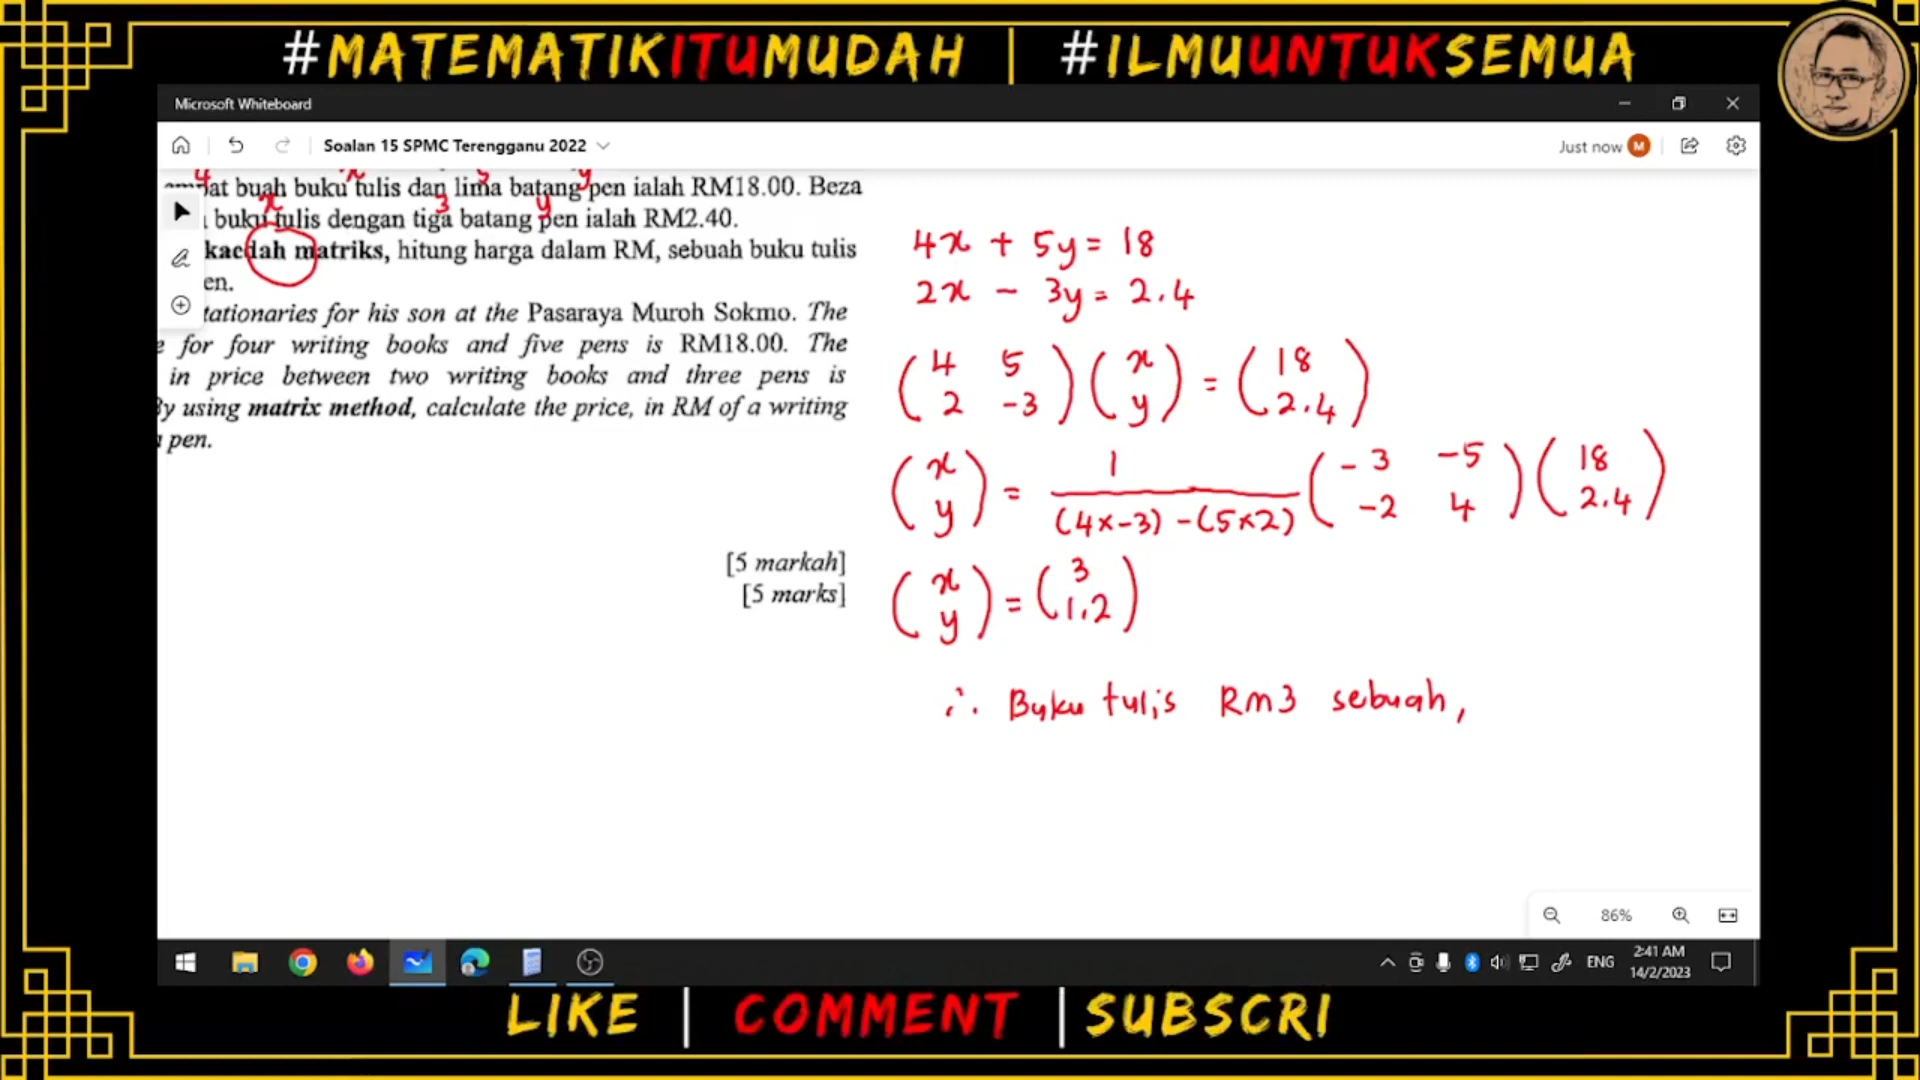 #MATEMATIKITUMUDAH | #ILMUUNTUKSEMUA
Microsoft Whiteboard
Soalan 15 SPMC Terengganu 2022
Just now M
4 x 5 y
buah buku tulis dan lima batang pen ialah RM18.00. Beza
x 3 y
buku tulis dengan tiga batang pen ialah RM2.40.
kaedah matriks, hitung harga dalam RM, sebuah buku tulis
en.
tationaries for his son at the Pasaraya Muroh Sokmo. The
e for four writing books and five pens is RM18.00. The
in price between two writing books and three pens is
By using matrix method, calculate the price, in RM of a writing
pen.
[5 markah]
[5 marks]
4x + 5y = 18
2x - 3y = 2.4
(4 5) (x) = (18)
(2 -3) (y) (2.4)
(x) = 1 (-3 -5) (18)
(y) (4x-3) -(5x2) (-2 4) (2.4)
(x) = (3)
(y) (1.2)
∴ Buku tulis Rm3 sebuah,
86%
ENG
2:41 AM
14/2/2023
LIKE | COMMENT | SUBSCRI